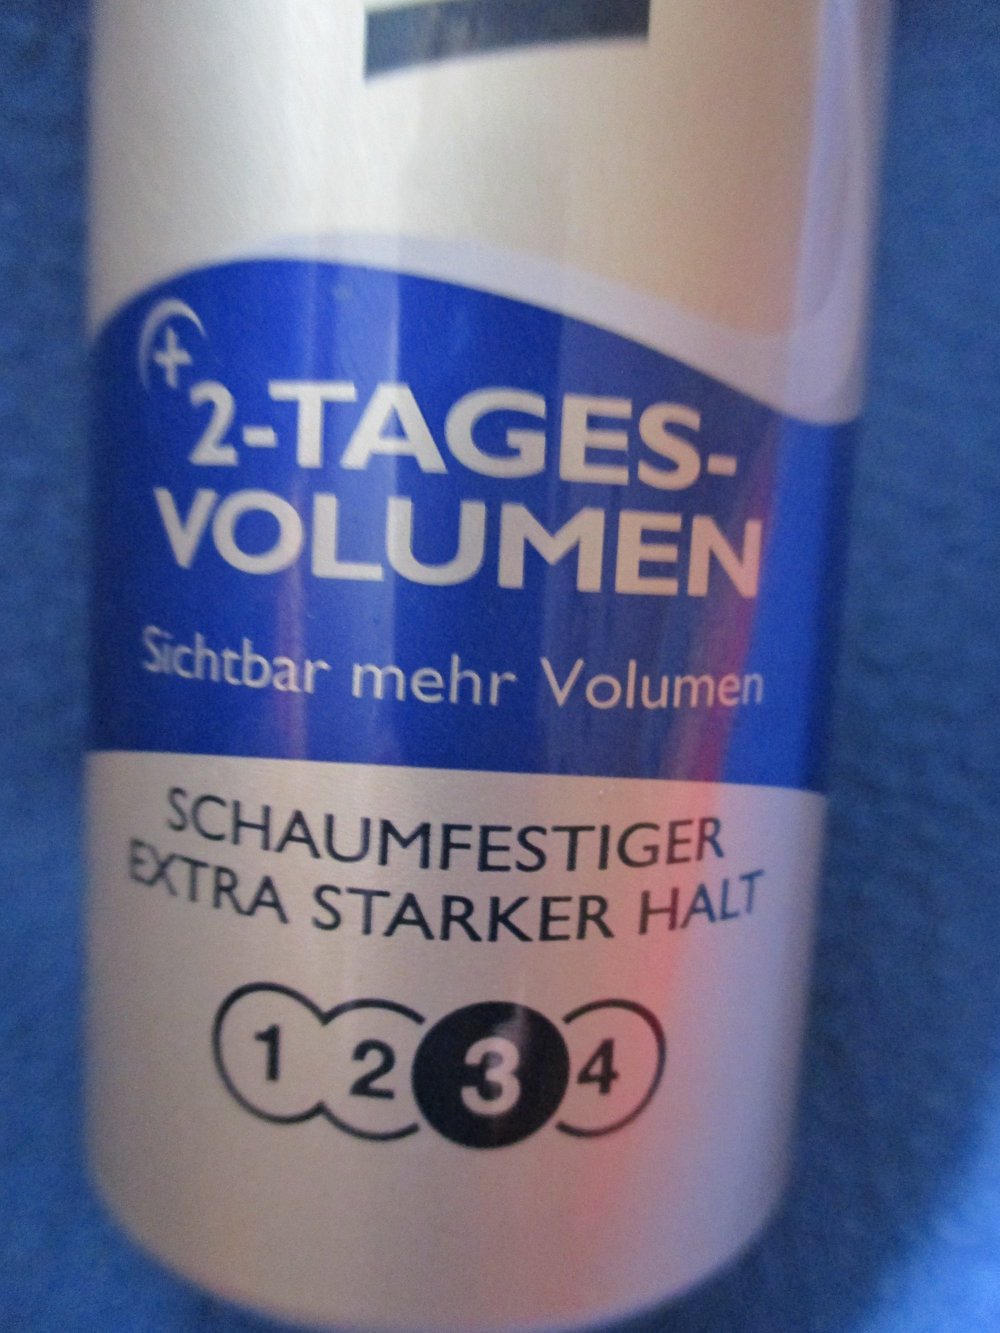 +
2-TAGES-
VOLUMEN
Sichtbar mehr Volumen
SCHAUMFESTIGER
EXTRA STARKER HALT
1 2 3 4